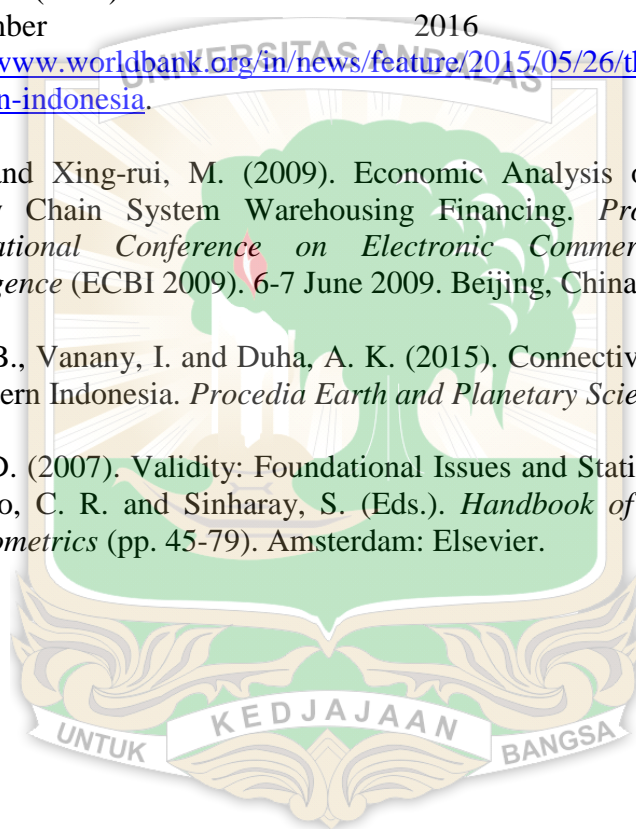 mber 2016
www.worldbank.org/in/news/feature/2015/05/26/t
UNIVERSITAS ANDALAS
n-indonesia.
and Xing-rui, M. (2009). Economic Analysis o
y Chain System Warehousing Financing. Pro
ational Conference on Electronic Commer
gence (ECBI 2009). 6-7 June 2009. Beijing, China
B., Vanany, I. and Duha, A. K. (2015). Connectiv
ern Indonesia. Procedia Earth and Planetary Scie
D. (2007). Validity: Foundational Issues and Stati
o, C. R. and Sinharay, S. (Eds.). Handbook of
ometrics (pp. 45-79). Amsterdam: Elsevier.
UNTUK KEDJAJAAN BANGSA